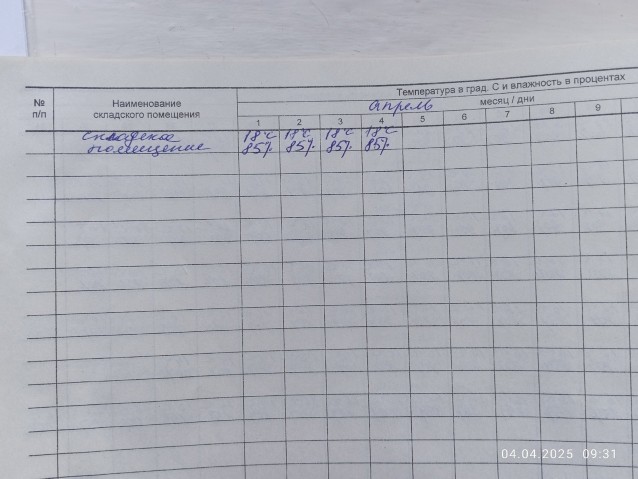 Температура в град. С и влажность в процентах
№ п/п
Наименование складского помещения
Апрель месяц / дни
1 2 3 4 5 6 7 8 9
складское 18°С 18°С 18°С 18°С
помещение 85% 85% 85% 85%
04.04.2025 09:31